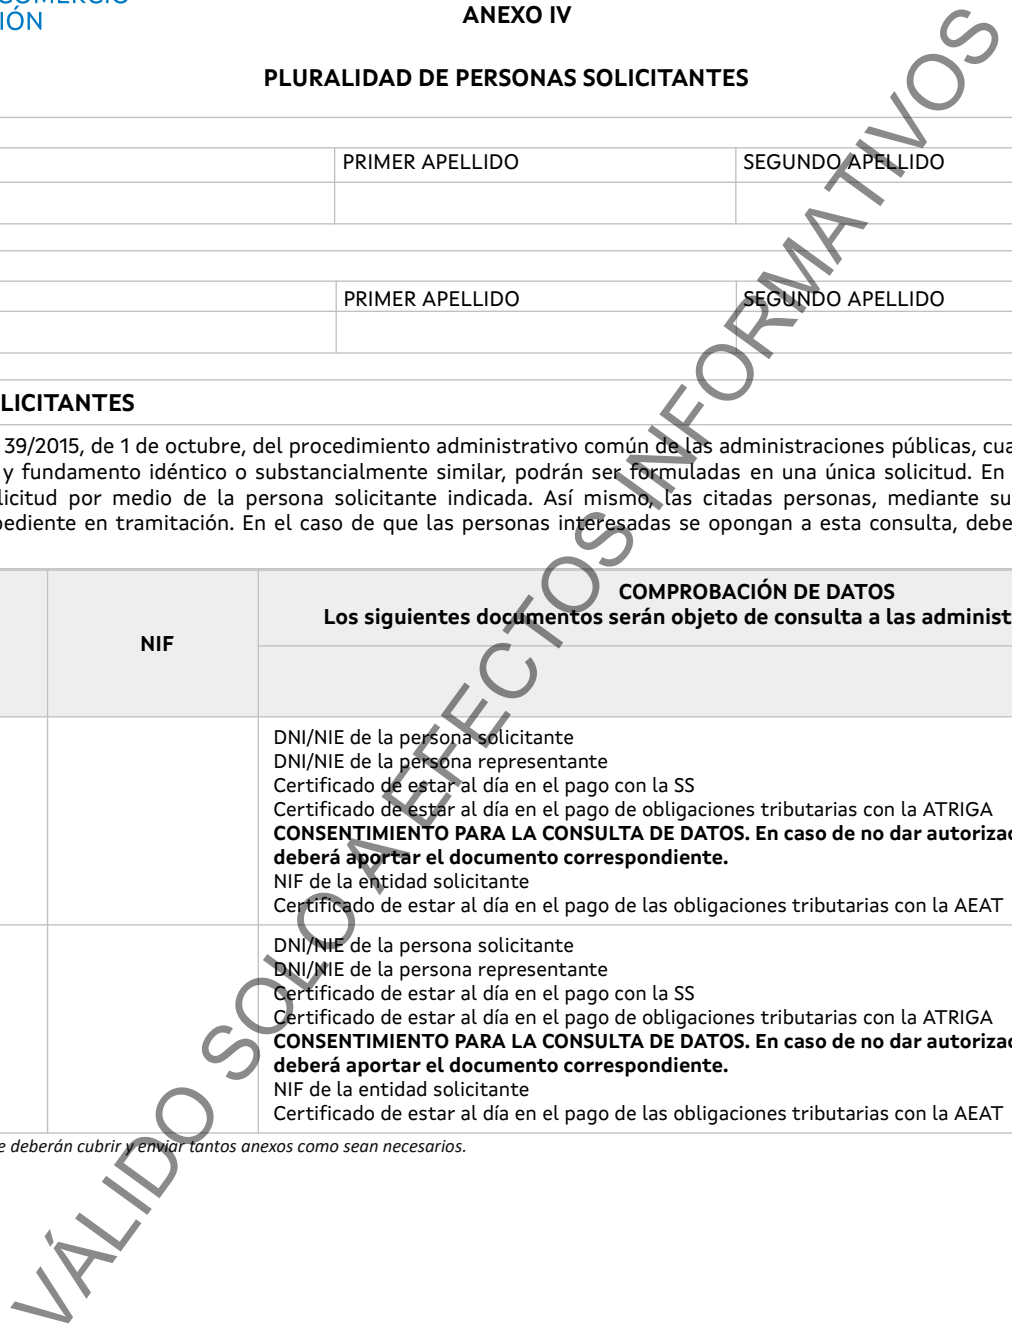 IÓN
ANEXO IV
PLURALIDAD DE PERSONAS SOLICITANTES
PRIMER APELLIDO SEGUNDO APELLIDO
PRIMER APELLIDO SEGUNDO APELLIDO
LICITANTES
39/2015, de 1 de octubre, del procedimiento administrativo común de las administraciones públicas, cua
y fundamento idéntico o substancialmente similar, podrán ser formuladas en una única solicitud. En
licitud por medio de la persona solicitante indicada. Así mismo, las citadas personas, mediante su
pediente en tramitación. En el caso de que las personas interesadas se opongan a esta consulta, debe
NIF
COMPROBACIÓN DE DATOS
Los siguientes documentos serán objeto de consulta a las administ
DNI/NIE de la persona solicitante
DNI/NIE de la persona representante
Certificado de estar al día en el pago con la SS
Certificado de estar al día en el pago de obligaciones tributarias con la ATRIGA
CONSENTIMIENTO PARA LA CONSULTA DE DATOS. En caso de no dar autorizac
deberá aportar el documento correspondiente.
NIF de la entidad solicitante
Certificado de estar al día en el pago de las obligaciones tributarias con la AEAT
DNI/NIE de la persona solicitante
DNI/NIE de la persona representante
Certificado de estar al día en el pago con la SS
Certificado de estar al día en el pago de obligaciones tributarias con la ATRIGA
CONSENTIMIENTO PARA LA CONSULTA DE DATOS. En caso de no dar autorizac
deberá aportar el documento correspondiente.
NIF de la entidad solicitante
Certificado de estar al día en el pago de las obligaciones tributarias con la AEAT
e deberán cubrir y enviar tantos anexos como sean necesarios.
VÁLIDO SOLO A EFECTOS INFORMATIVOS